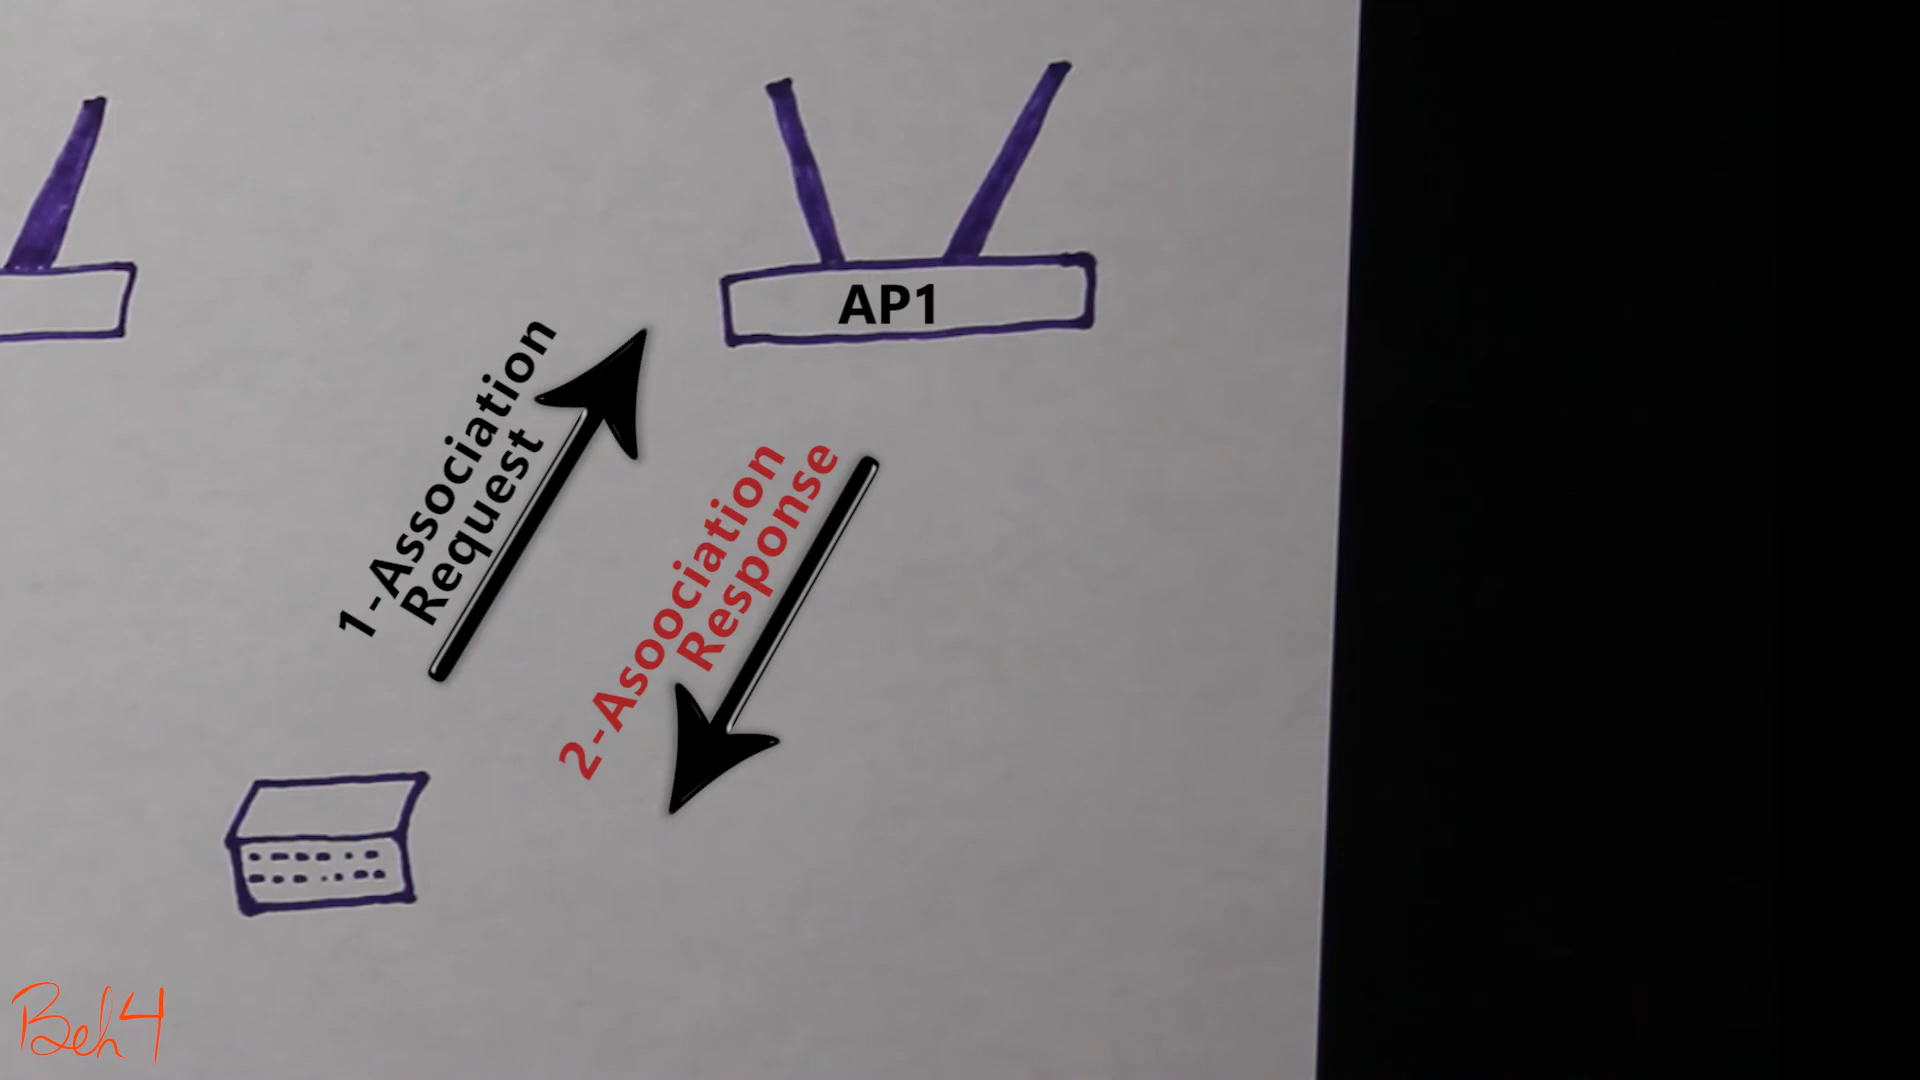 AP1
1-Association
Request
2-Asoociation
Response
Beh4